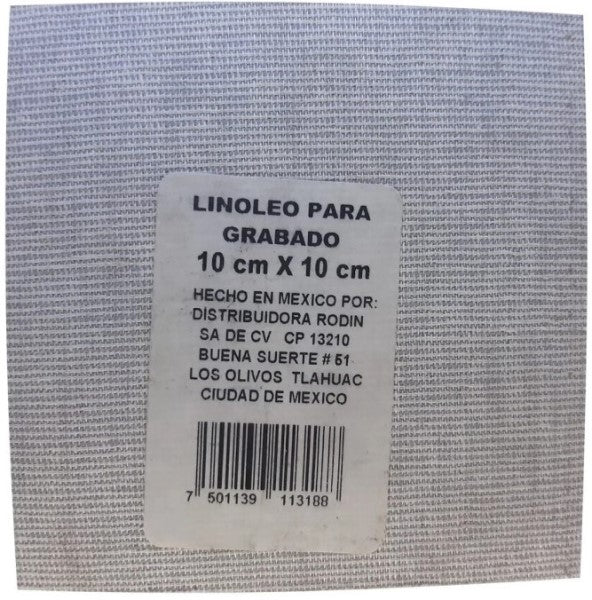 LINOLEO PARA
GRABADO
10 cm X 10 cm
HECHO EN MEXICO POR:
DISTRIBUIDORA RODIN
SA DE CV CP 13210
BUENA SUERTE # 51
LOS OLIVOS TLAHUAC
CIUDAD DE MEXICO
7 501139 113188